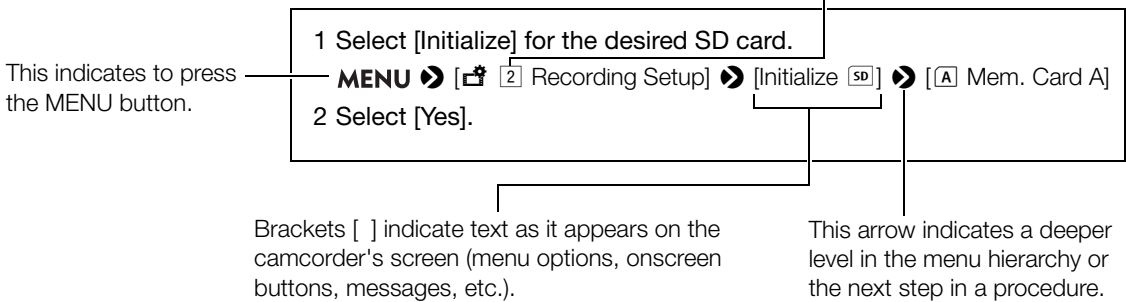 1 Select [Initialize] for the desired SD card.
MENU > [2 Recording Setup] > [Initialize SD] > [A Mem. Card A]
2 Select [Yes].
This indicates to press
the MENU button.
Brackets [ ] indicate text as it appears on the
camcorder's screen (menu options, onscreen
buttons, messages, etc.).
This arrow indicates a deeper
level in the menu hierarchy or
the next step in a procedure.